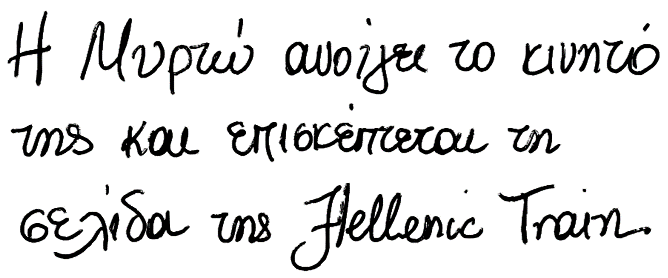 Η Μυρτώ ανοίγει το κινητό
της και επισκέπτεται τη
σελίδα της Hellenic Train.